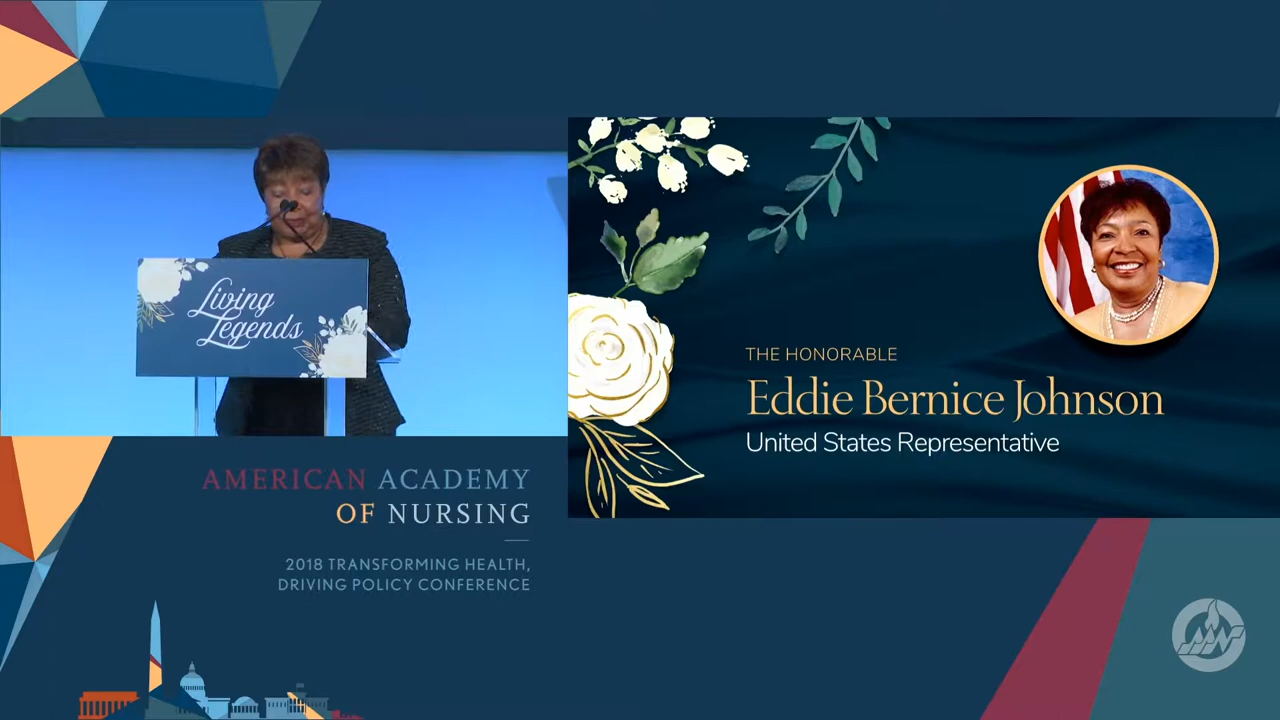 Living
Legends
THE HONORABLE
Eddie Bernice Johnson
United States Representative
AMERICAN ACADEMY
OF NURSING
2018 TRANSFORMING HEALTH,
DRIVING POLICY CONFERENCE